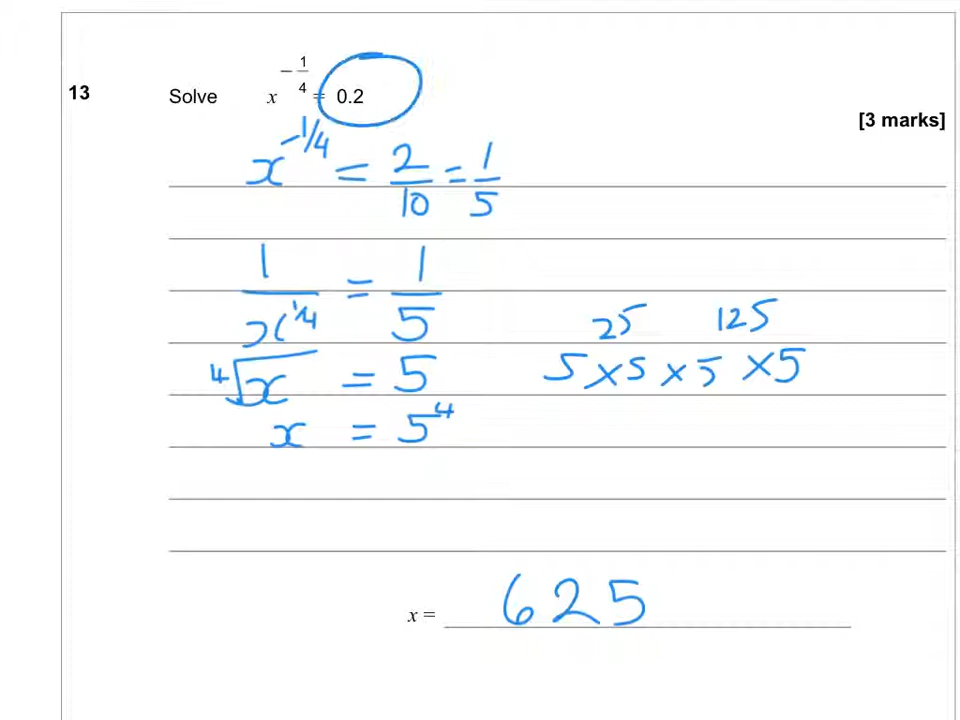 13 Solve x^{-1/4} = 0.2
[3 marks]
x^{-1/4} = 2/10 = 1/5
1/x^{1/4} = 1/5
25 125
∜x = 5 5 × 5 × 5 × 5
x = 5^4
x = 625